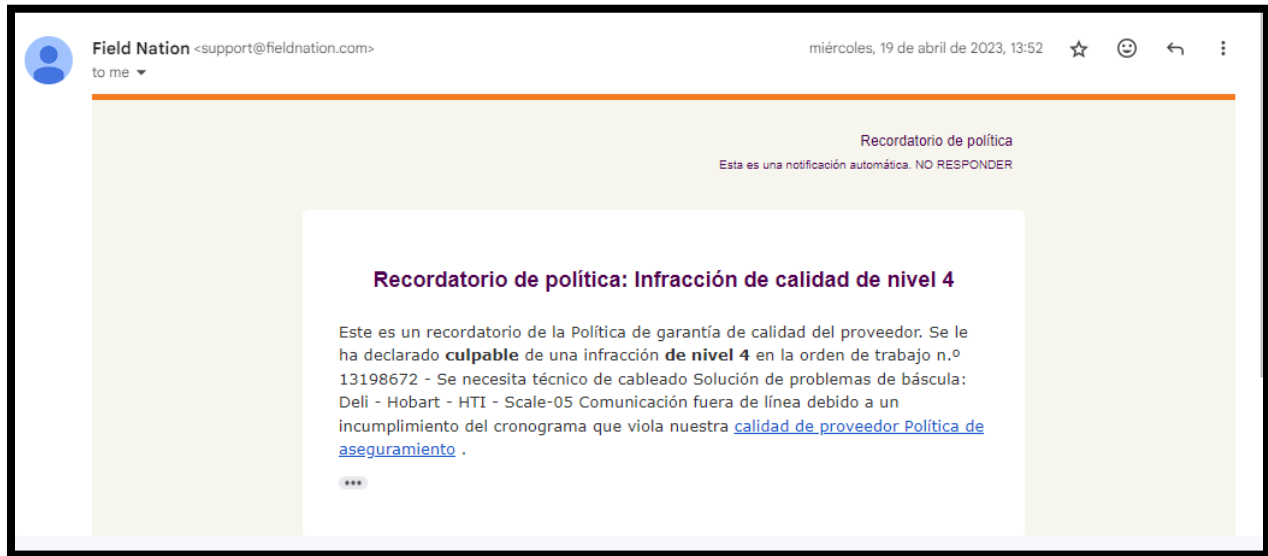 Field Nation <support@fieldnation.com> miércoles, 19 de abril de 2023, 13:52
to me
Recordatorio de política
Esta es una notificación automática. NO RESPONDER
Recordatorio de política: Infracción de calidad de nivel 4
Este es un recordatorio de la Política de garantía de calidad del proveedor. Se le
ha declarado culpable de una infracción de nivel 4 en la orden de trabajo n.º
13198672 - Se necesita técnico de cableado Solución de problemas de báscula:
Deli - Hobart - HTI - Scale-05 Comunicación fuera de línea debido a un
incumplimiento del cronograma que viola nuestra calidad de proveedor Política de
aseguramiento .